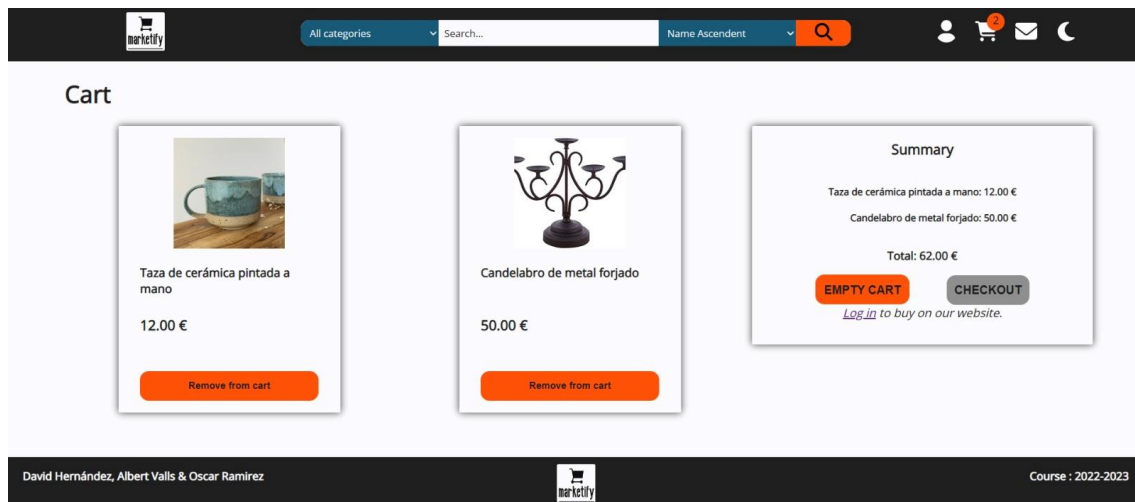 marketify
All categories
Search...
Name Ascendent
2
Cart
Taza de cerámica pintada a
mano
12.00 €
Remove from cart
Candelabro de metal forjado
50.00 €
Remove from cart
Summary
Taza de cerámica pintada a mano: 12.00 €
Candelabro de metal forjado: 50.00 €
Total: 62.00 €
EMPTY CART
CHECKOUT
Log in to buy on our website.
David Hernández, Albert Valls & Oscar Ramirez
marketify
Course : 2022-2023